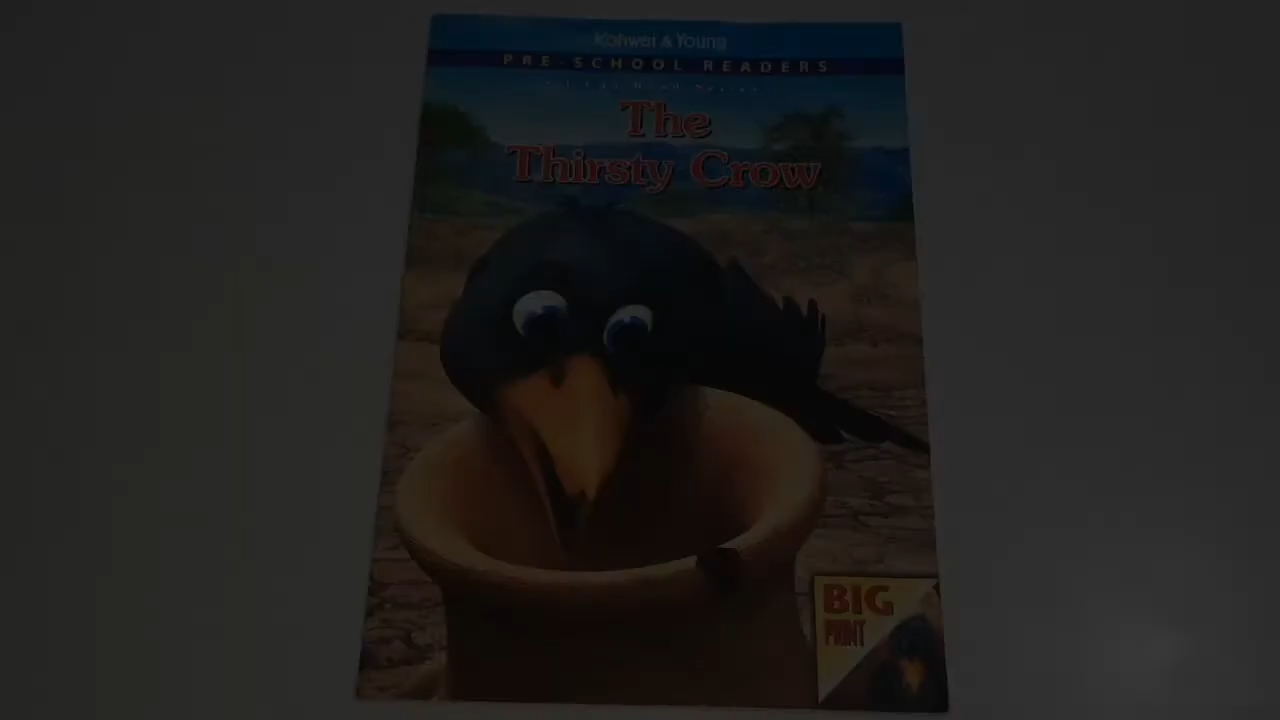 Kohwai & Young
PRE-SCHOOL READERS
The
Thirsty Crow
BIG
PRINT